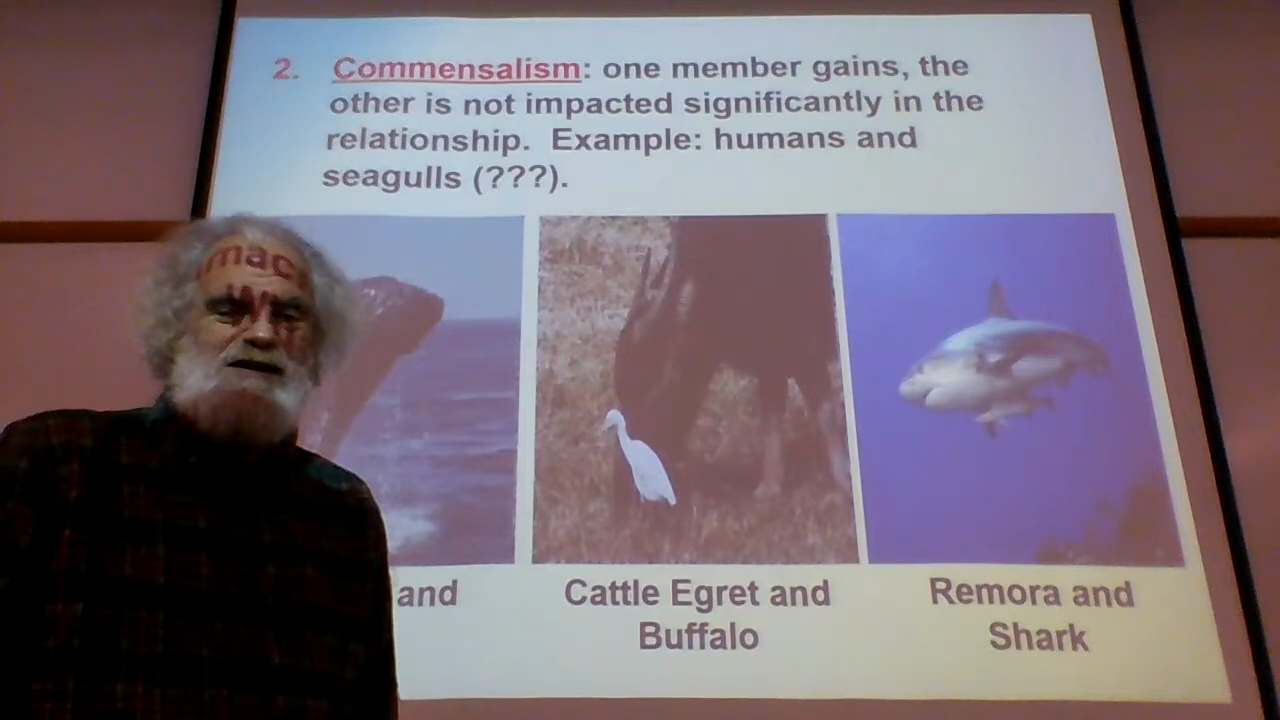 2. Commensalism: one member gains, the
other is not impacted significantly in the
relationship. Example: humans and
seagulls (???).
and
Cattle Egret and
Buffalo
Remora and
Shark